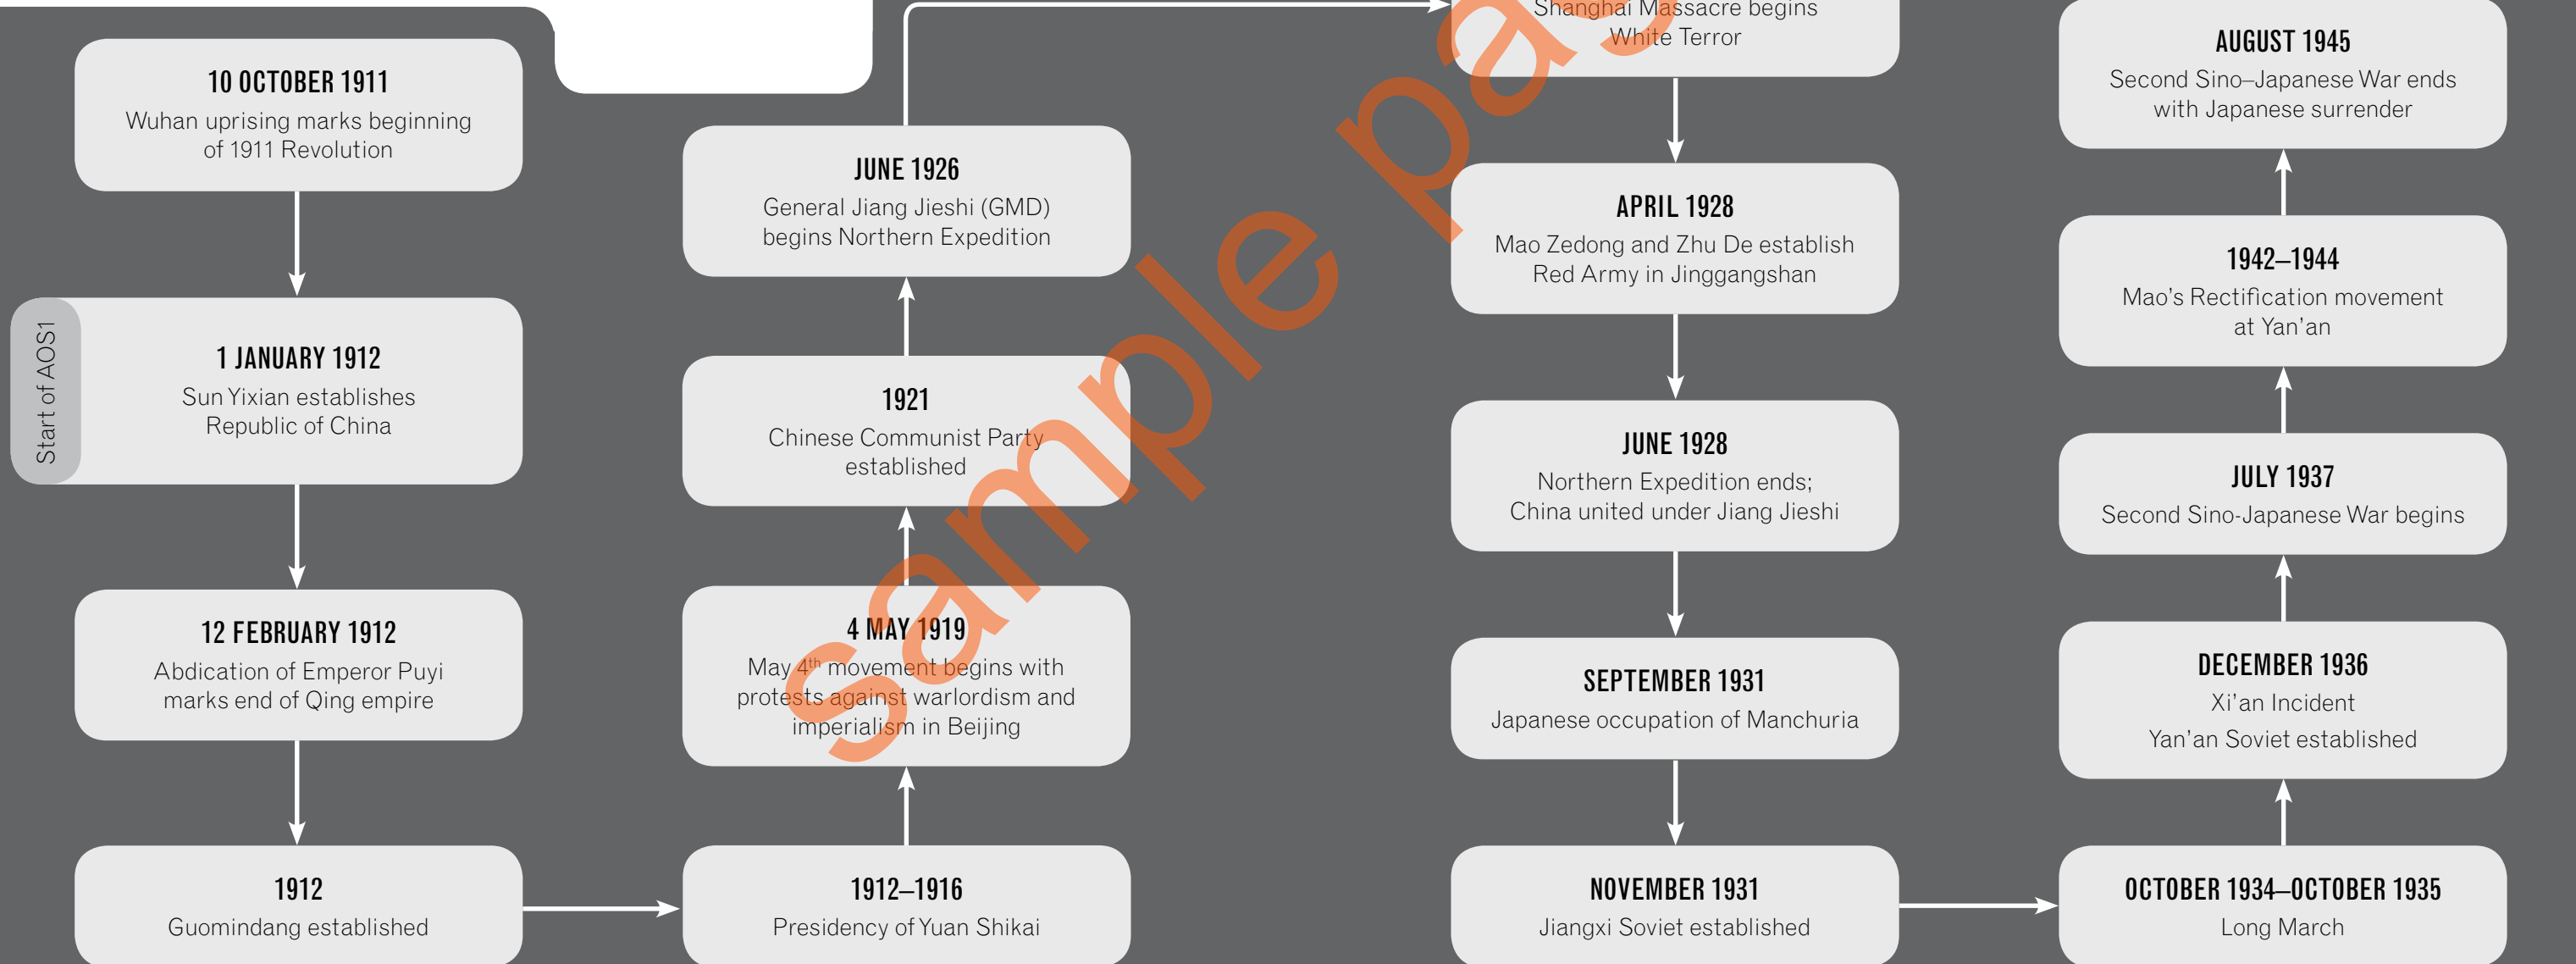 10 OCTOBER 1911
Wuhan uprising marks beginning
of 1911 Revolution
Start of AOS1
1 JANUARY 1912
Sun Yixian establishes
Republic of China
12 FEBRUARY 1912
Abdication of Emperor Puyi
marks end of Qing empire
1912
Guomindang established
1912–1916
Presidency of Yuan Shikai
4 MAY 1919
May 4th movement begins with
protests against warlordism and
imperialism in Beijing
1921
Chinese Communist Party
established
JUNE 1926
General Jiang Jieshi (GMD)
begins Northern Expedition
Shanghai Massacre begins
White Terror
APRIL 1928
Mao Zedong and Zhu De establish
Red Army in Jinggangshan
JUNE 1928
Northern Expedition ends;
China united under Jiang Jieshi
SEPTEMBER 1931
Japanese occupation of Manchuria
NOVEMBER 1931
Jiangxi Soviet established
OCTOBER 1934–OCTOBER 1935
Long March
DECEMBER 1936
Xi’an Incident
Yan’an Soviet established
JULY 1937
Second Sino-Japanese War begins
1942–1944
Mao’s Rectification movement
at Yan’an
AUGUST 1945
Second Sino–Japanese War ends
with Japanese surrender
sample pag